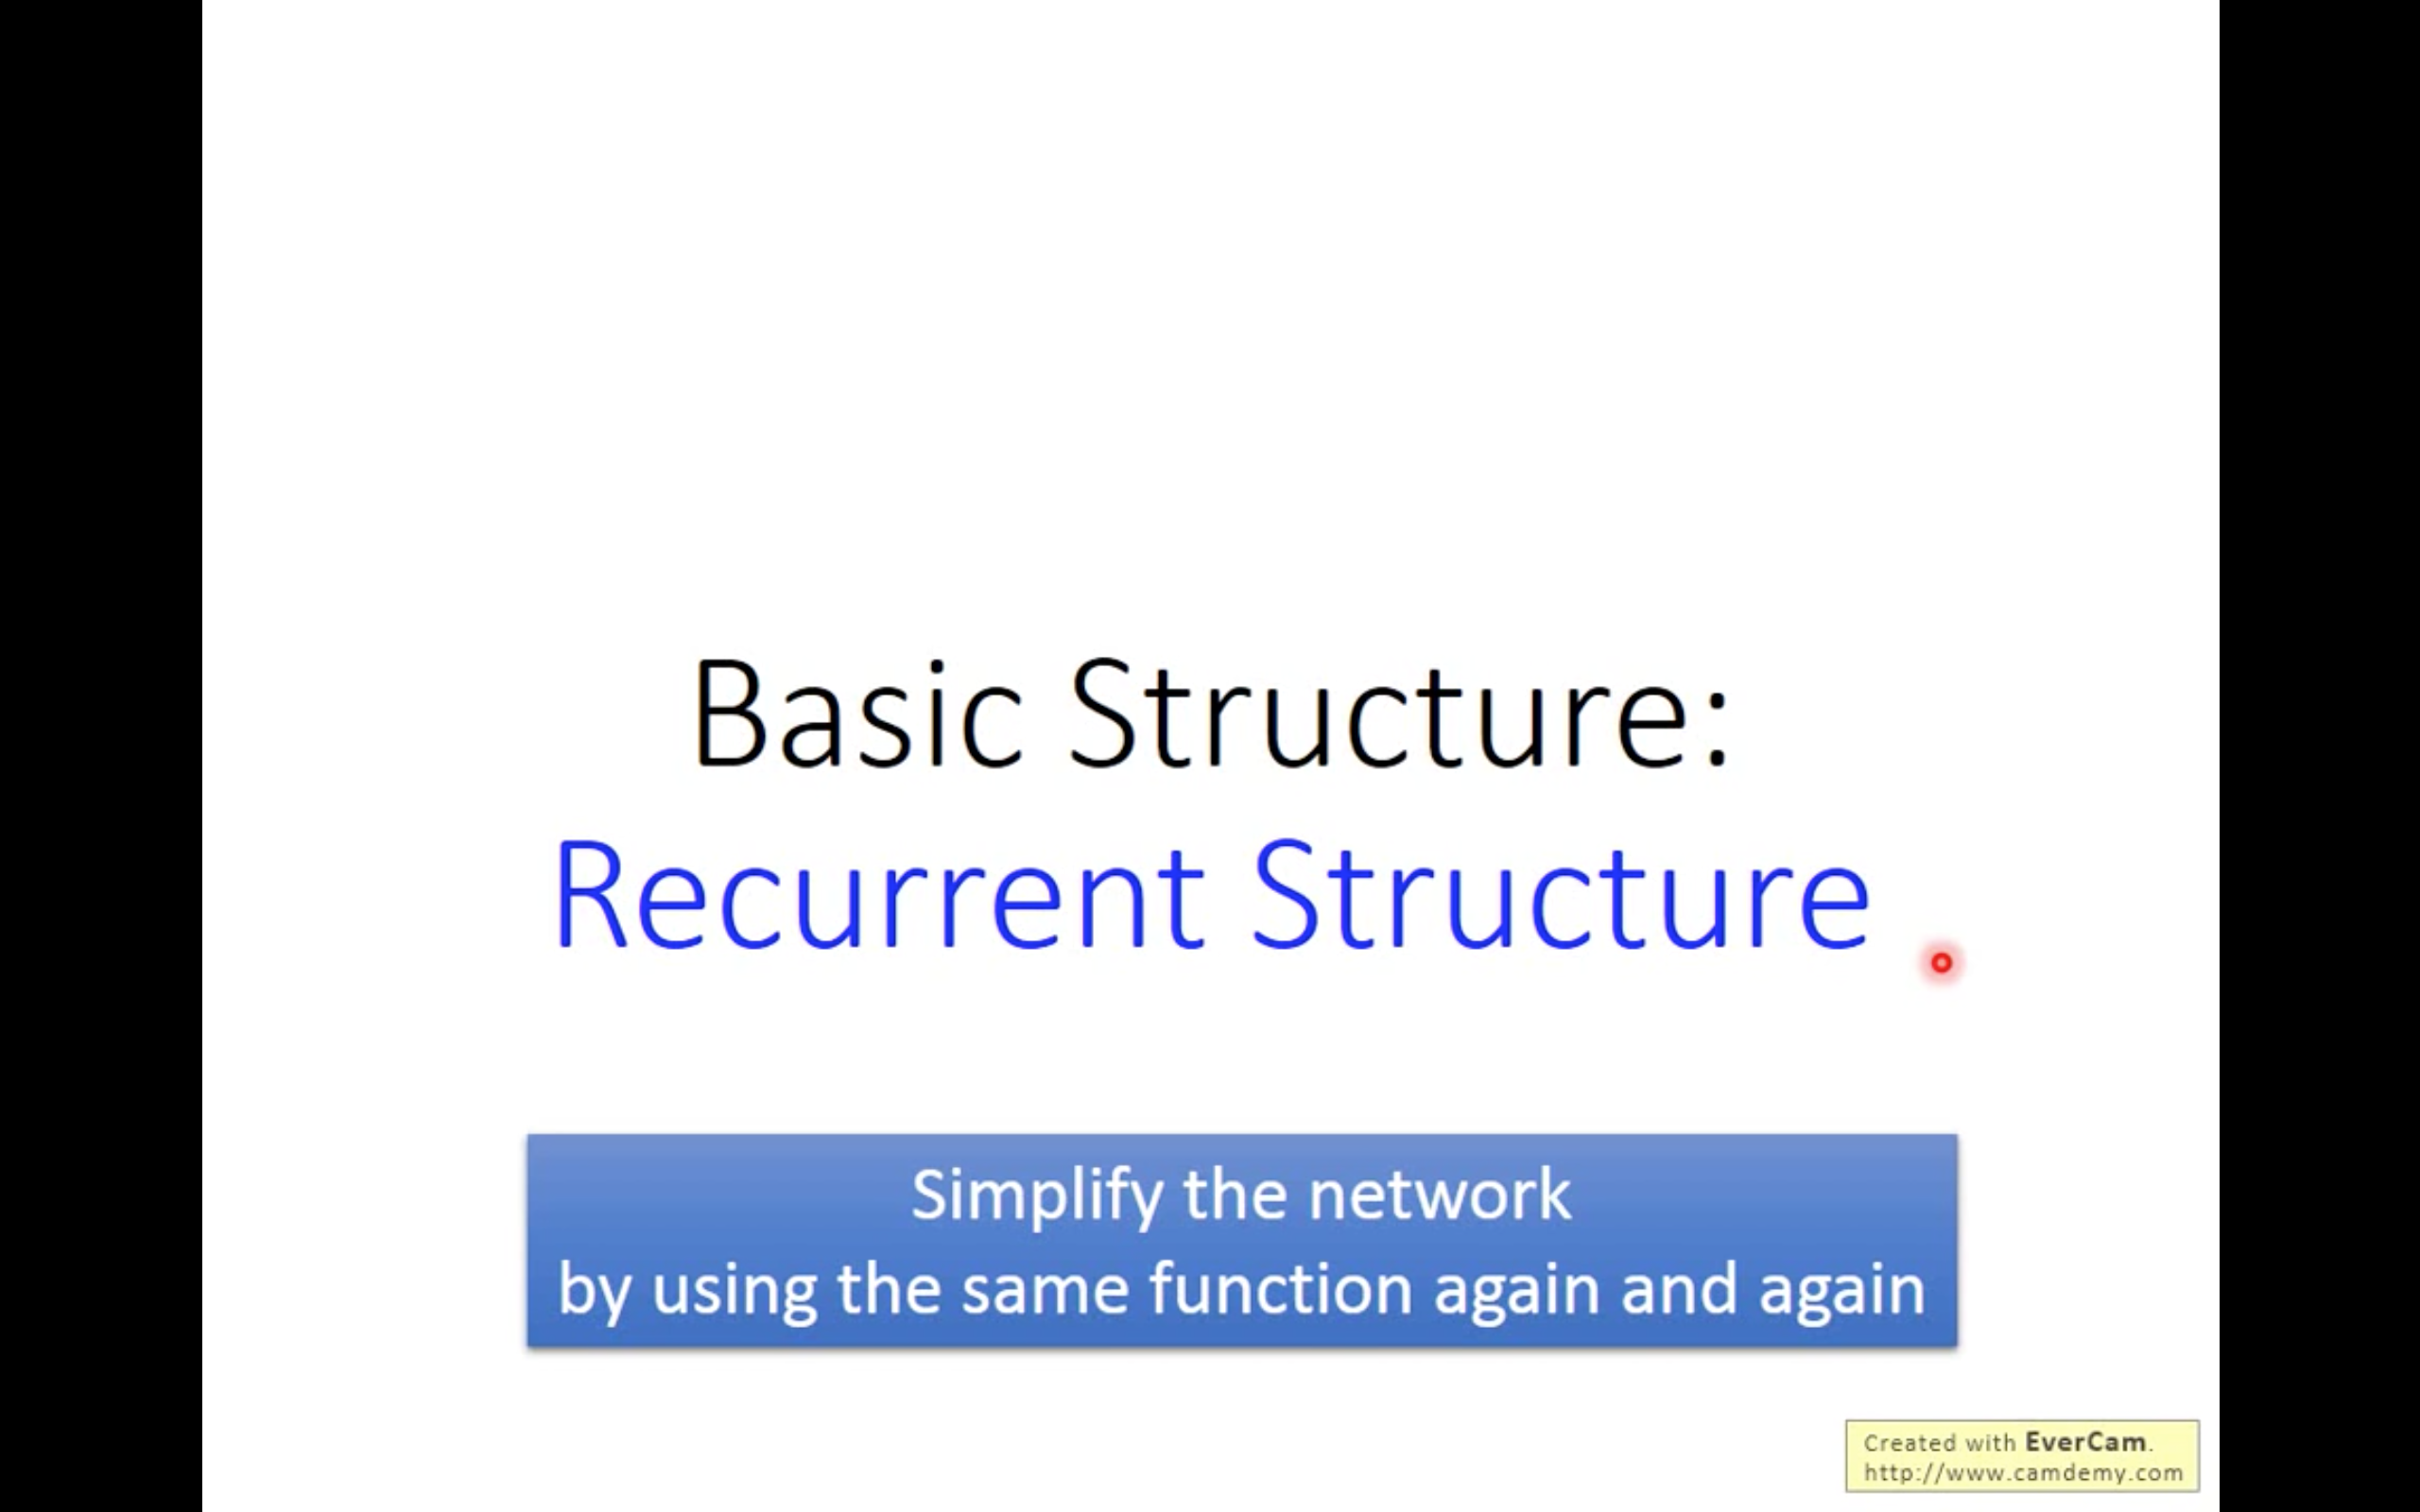 Basic Structure:
Recurrent Structure
Simplify the network
by using the same function again and again
Created with EverCam.
http://www.camdemy.com